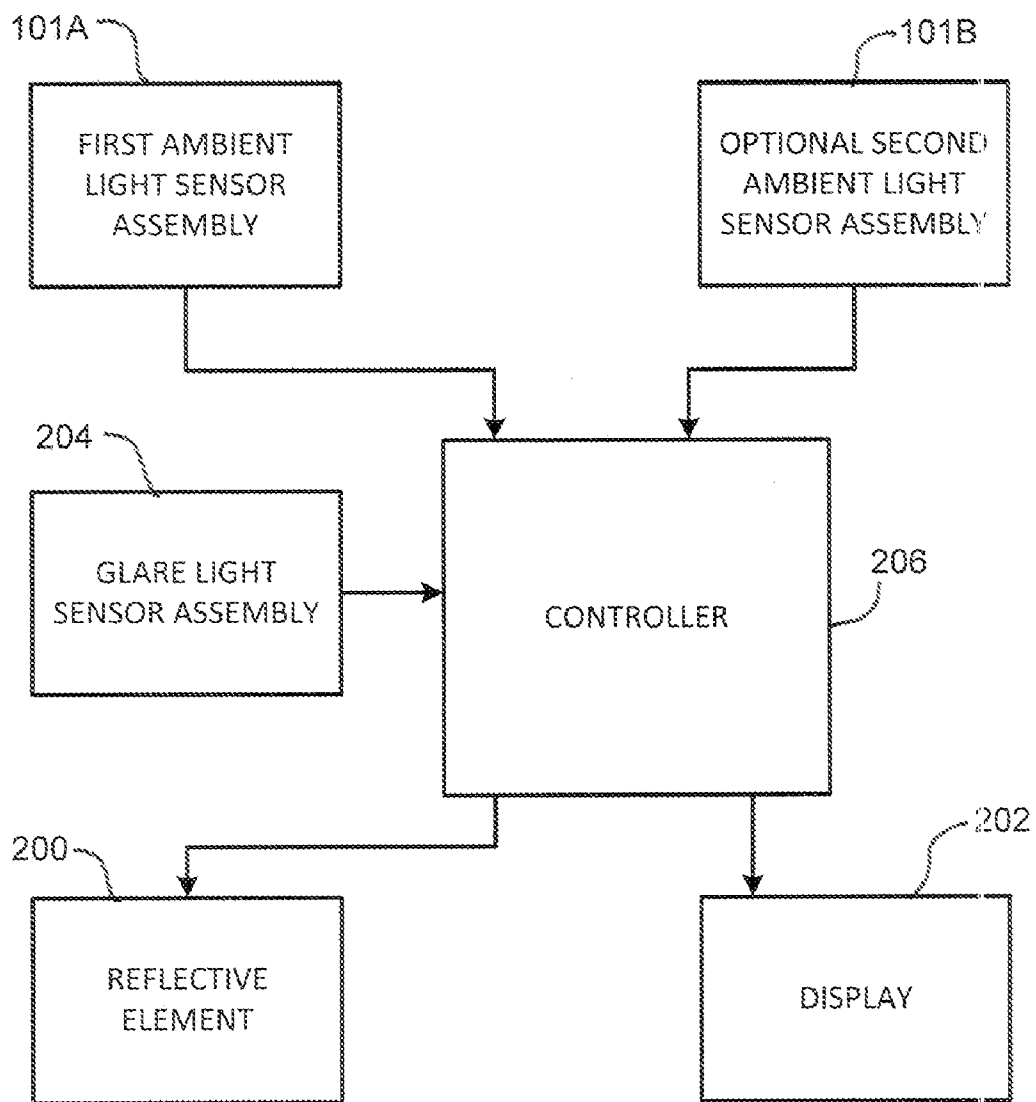 101A
101B
FIRST AMBIENT
LIGHT SENSOR
ASSEMBLY
OPTIONAL SECOND
AMBIENT LIGHT
SENSOR ASSEMBLY
204
GLARE LIGHT
SENSOR ASSEMBLY
CONTROLLER
206
200
202
REFLECTIVE
ELEMENT
DISPLAY